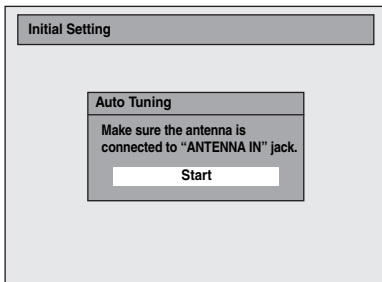 Initial Setting
Auto Tuning
Make sure the antenna is
connected to “ANTENNA IN” jack.
Start